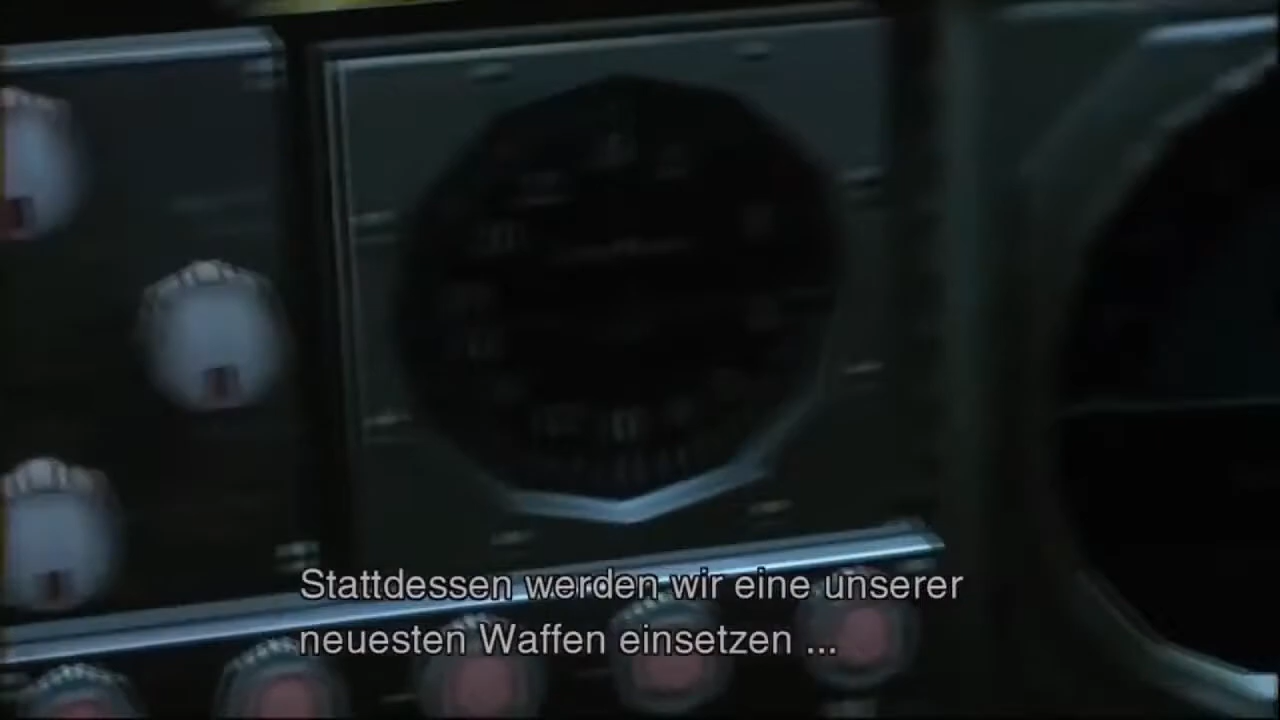 Stattdessen werden wir eine unserer
neuesten Waffen einsetzen ...